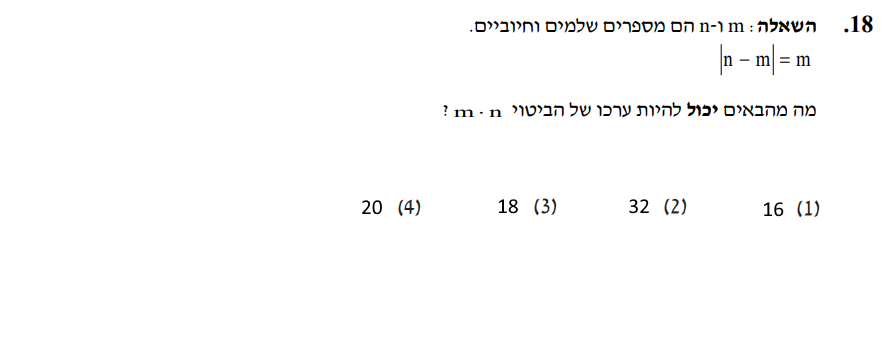 18. השאלה: m ו-n הם מספרים שלמים וחיוביים.
|n − m| = m
מה מהבאים יכול להיות ערכו של הביטוי m · n ?
(1) 16 (2) 32 (3) 18 (4) 20